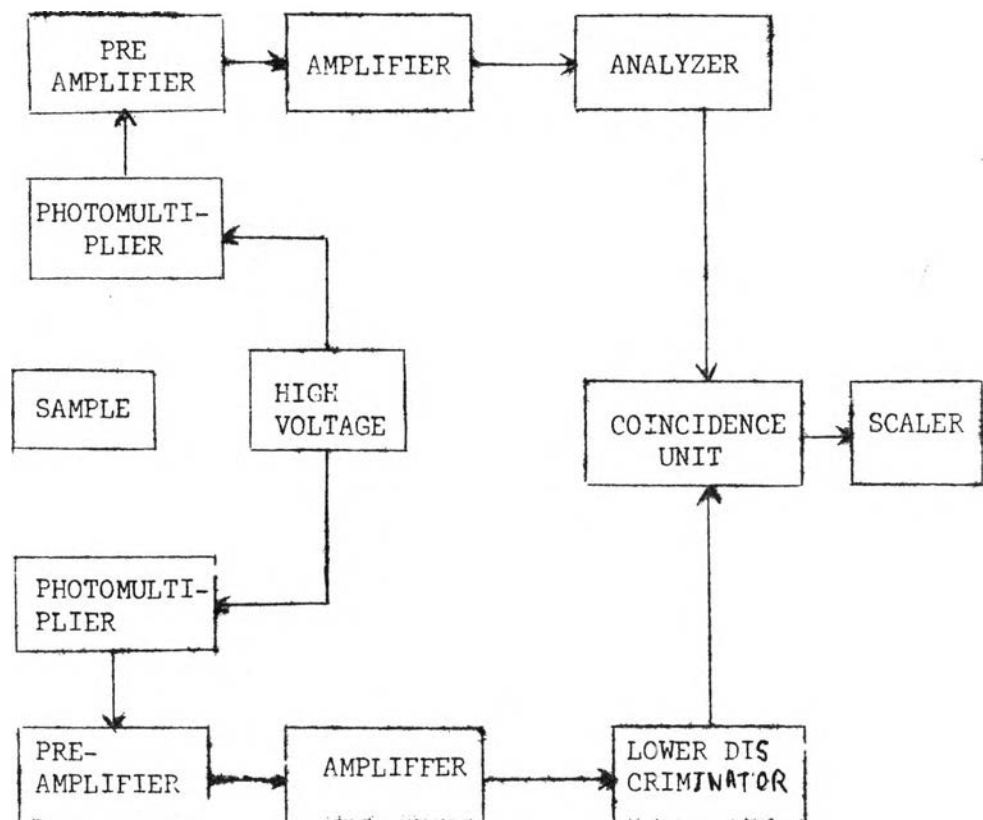 PRE
AMPLIFIER
AMPLIFIER
ANALYZER
PHOTOMULTI-
PLIER
SAMPLE
HIGH
VOLTAGE
COINCIDENCE
UNIT
SCALER
PHOTOMULTI-
PLIER
PRE-
AMPLIFIER
AMPLIFFER
LOWER DIS
CRIMINATOR